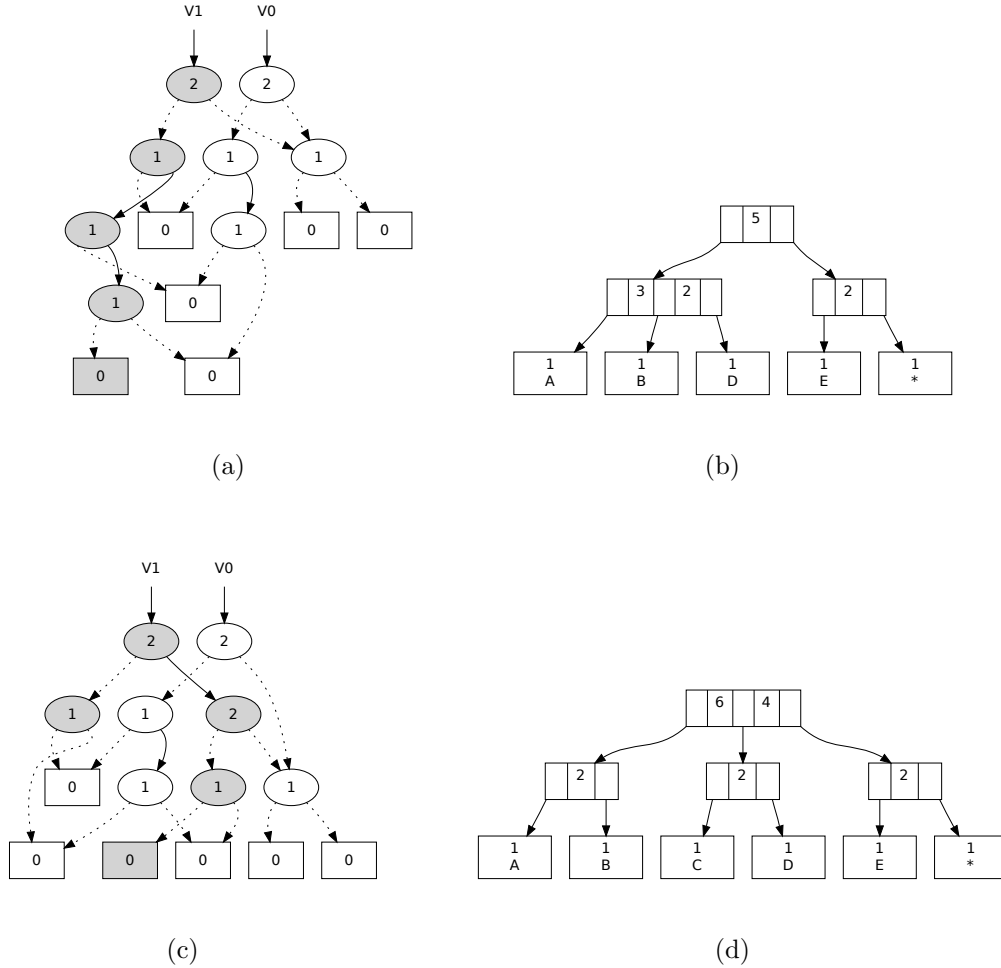 V1 V0
2 2
1 1 1
1 0 1 0 0
1 0
0 0
5
3 2 2
1 1 1 1 1
A B D E *
(a) (b)
V1 V0
2 2
1 1 2
0 1 1 1
0 0 0 0 0
6 4
2 2 2
1 1 1 1 1 1
A B C D E *
(c) (d)